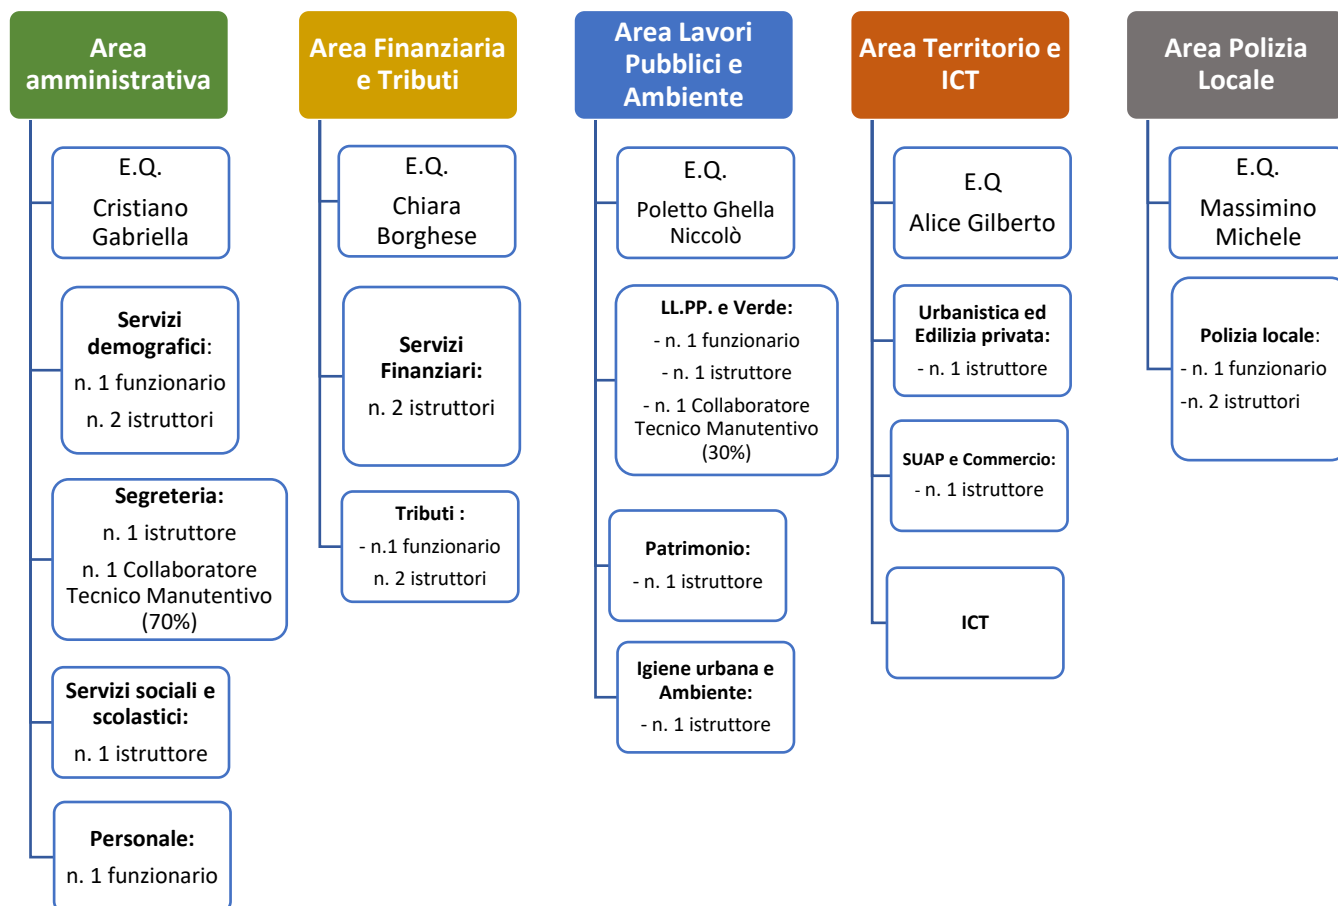 Area
amministrativa
E.Q.
Cristiano
Gabriella
Servizi
demografici:
n. 1 funzionario
n. 2 istruttori
Segreteria:
n. 1 istruttore
n. 1 Collaboratore
Tecnico Manutentivo
(70%)
Servizi sociali e
scolastici:
n. 1 istruttore
Personale:
n. 1 funzionario
Area Finanziaria
e Tributi
E.Q.
Chiara
Borghese
Servizi
Finanziari:
n. 2 istruttori
Tributi :
- n.1 funzionario
n. 2 istruttori
Area Lavori
Pubblici e
Ambiente
E.Q.
Poletto Ghella
Niccolò
LL.PP. e Verde:
- n. 1 funzionario
- n. 1 istruttore
- n. 1 Collaboratore
Tecnico Manutentivo
(30%)
Patrimonio:
- n. 1 istruttore
Igiene urbana e
Ambiente:
- n. 1 istruttore
Area Territorio e
ICT
E.Q
Alice Gilberto
Urbanistica ed
Edilizia privata:
- n. 1 istruttore
SUAP e Commercio:
- n. 1 istruttore
ICT
Area Polizia
Locale
E.Q.
Massimino
Michele
Polizia locale:
- n. 1 funzionario
-n. 2 istruttori